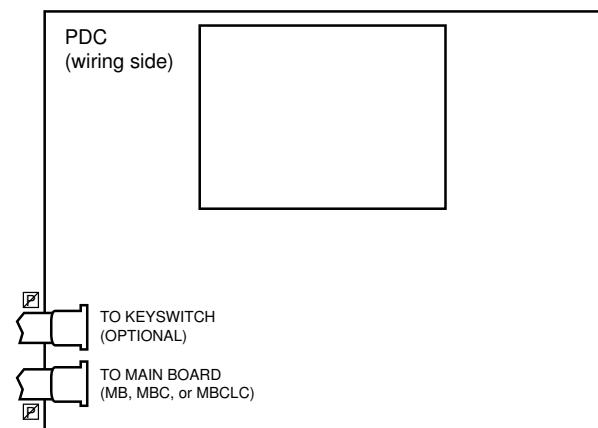 PDC
(wiring side)
P
TO KEYSWITCH
(OPTIONAL)
TO MAIN BOARD
(MB, MBC, or MBCLC)
P